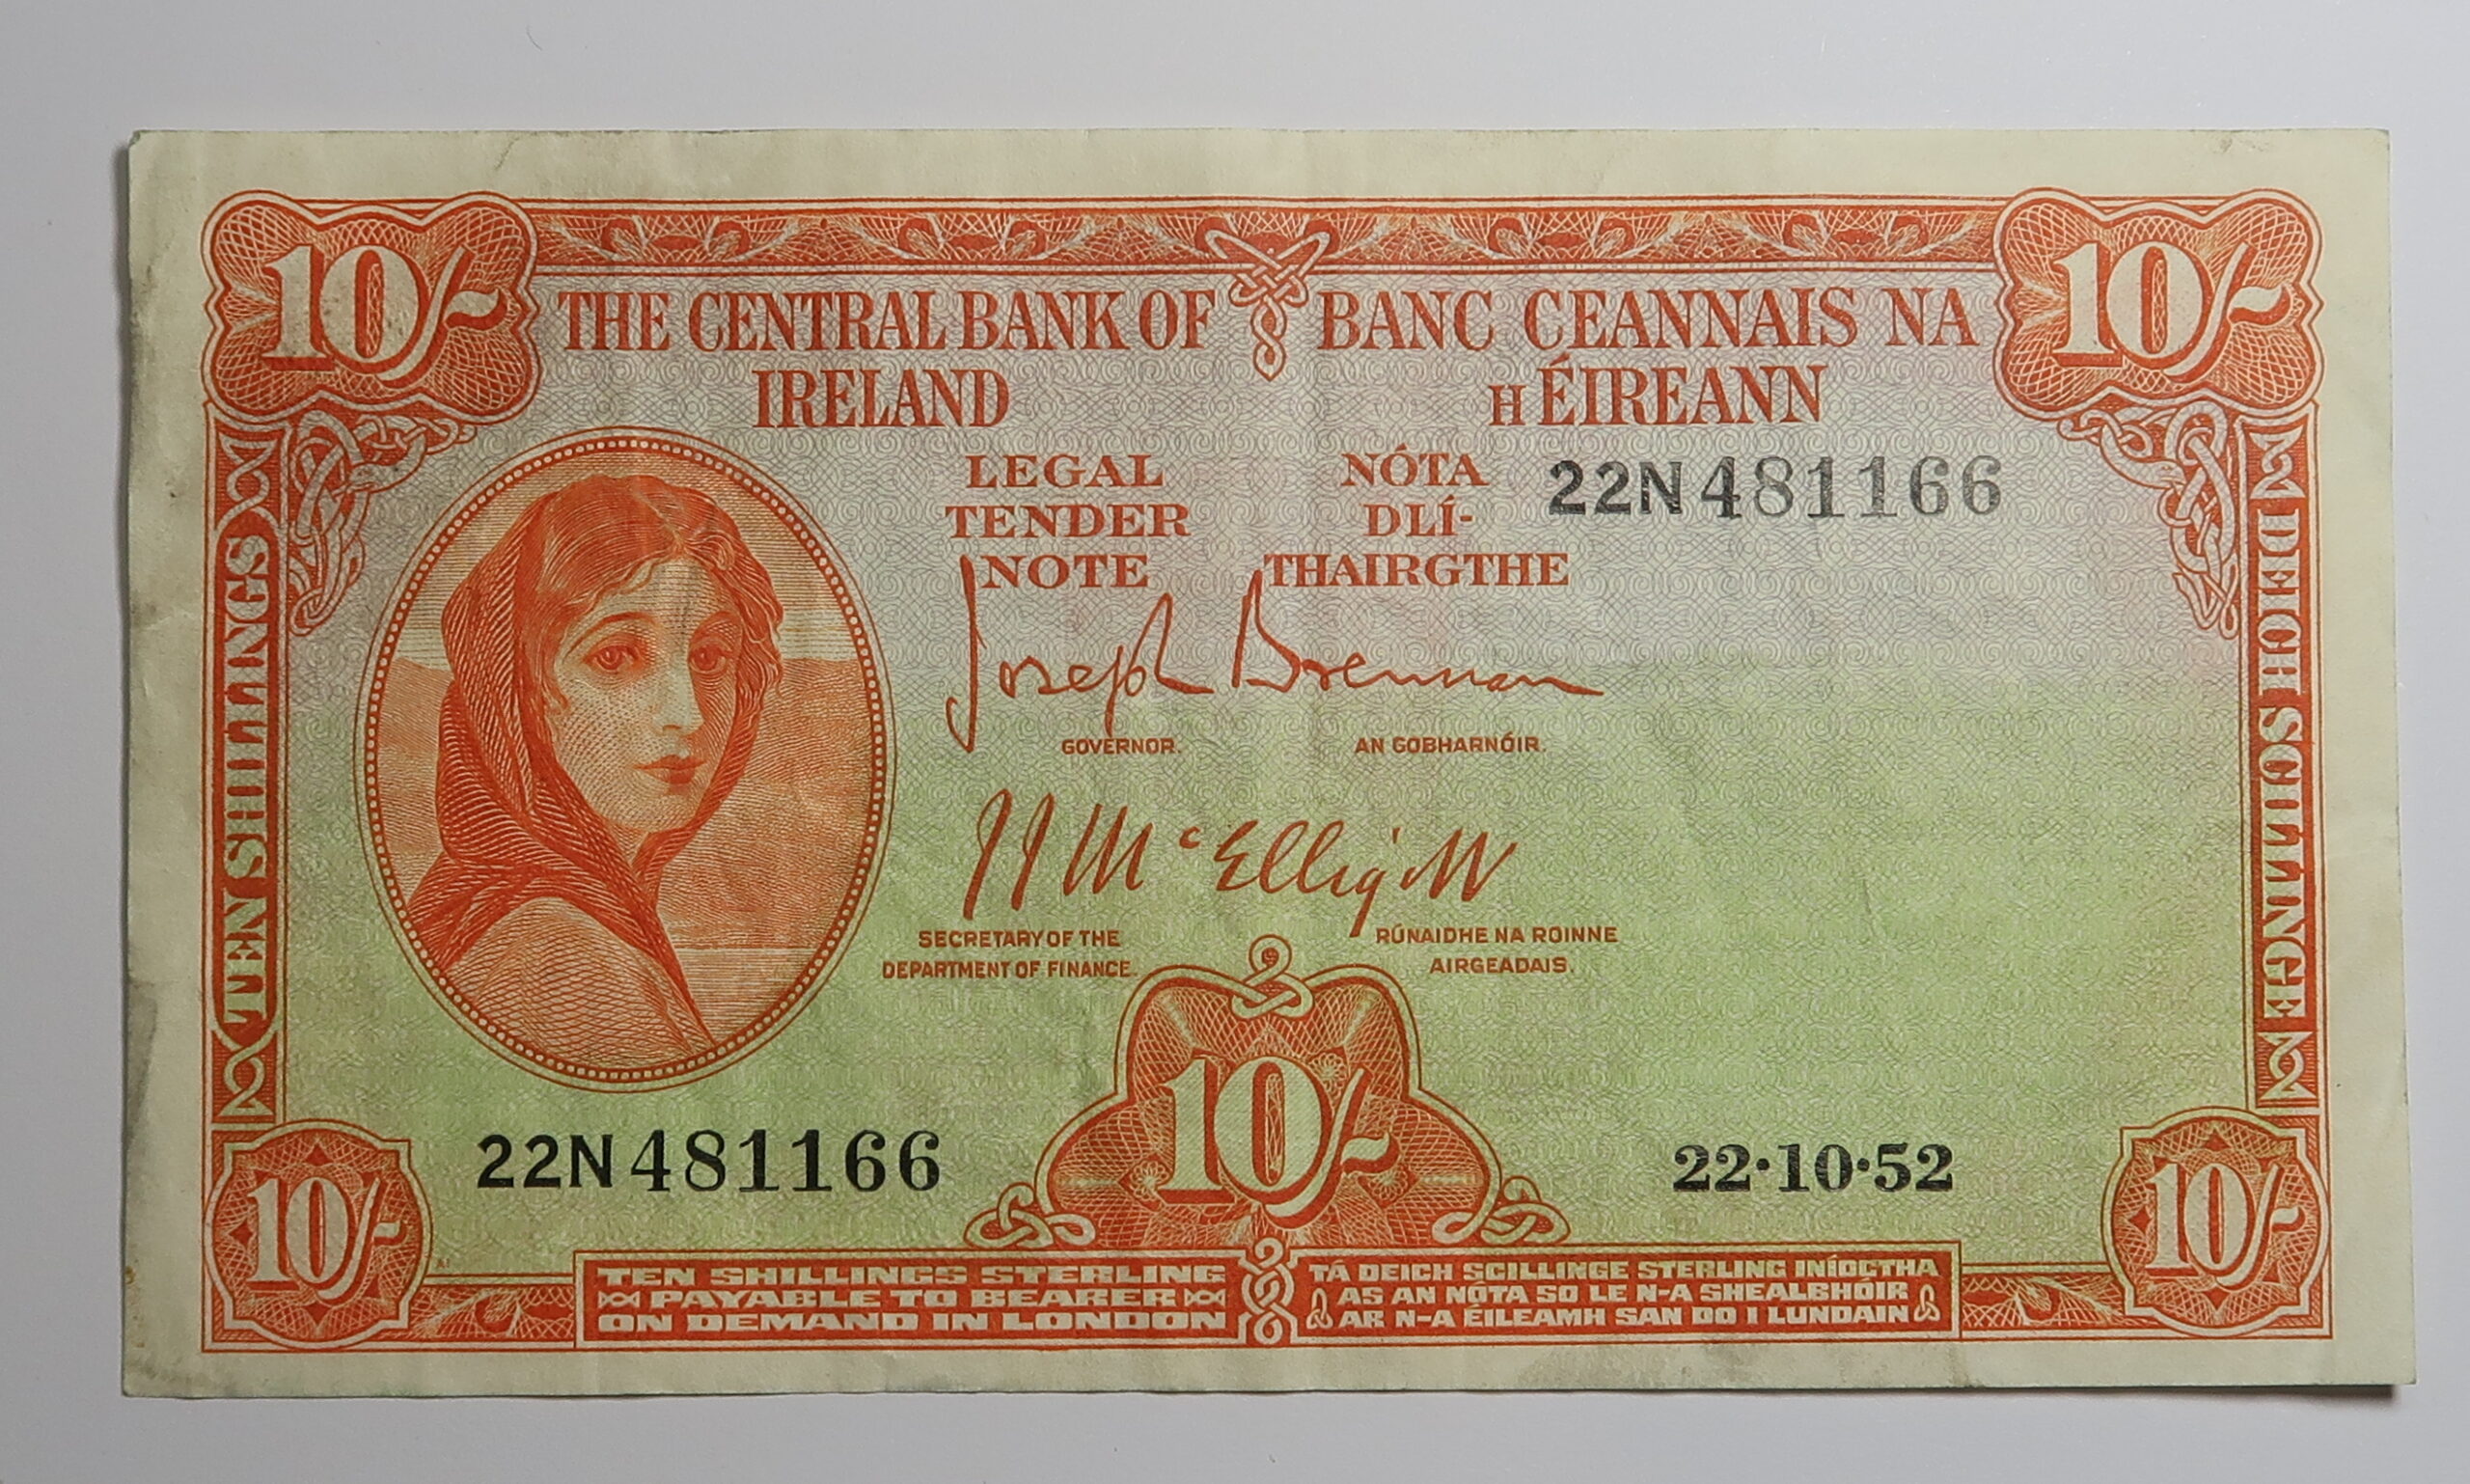 10/-
10/-
THE CENTRAL BANK OF
IRELAND
BANC CEANNAIS NA
H ÉIREANN
LEGAL
TENDER
NOTE
NÓTA
DLÍ-
THAIRGTHE
22N 481166
Joseph Brennan
GOVERNOR.
AN GOBHARNÓIR.
J J McElligott
SECRETARY OF THE
DEPARTMENT OF FINANCE.
RÚNAIDHE NA ROINNE
AIRGEADAIS.
TEN SHILLINGS
DEICH SCILLINGE
22N 481166
10/-
22·10·52
10/-
10/-
TEN SHILLINGS STERLING
PAYABLE TO BEARER
ON DEMAND IN LONDON
TÁ DEICH SCILLINGE STERLING INÍOCTHA
AS AN NÓTA SO LE N-A SHEALBHÓIR
AR N-A ÉILEAMH SAN DO I LUNDAIN